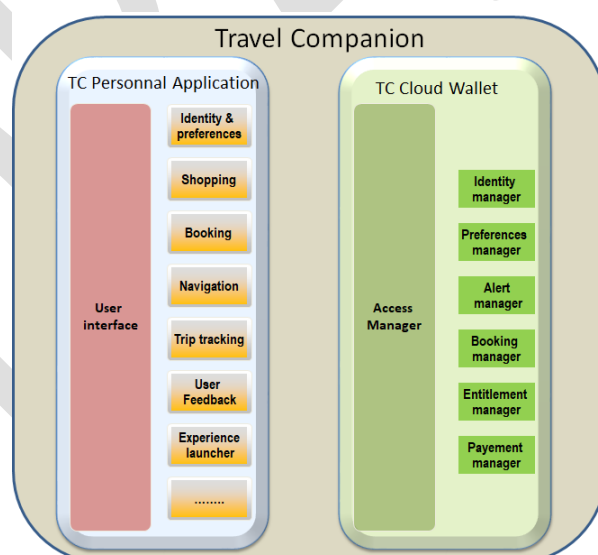 Travel Companion
TC Personnal Application
User
interface
Identity &
preferences
Shopping
Booking
Navigation
Trip tracking
User
Feedback
Experience
launcher
........
TC Cloud Wallet
Access
Manager
Identity
manager
Preferences
manager
Alert
manager
Booking
manager
Entitlement
manager
Payement
manager